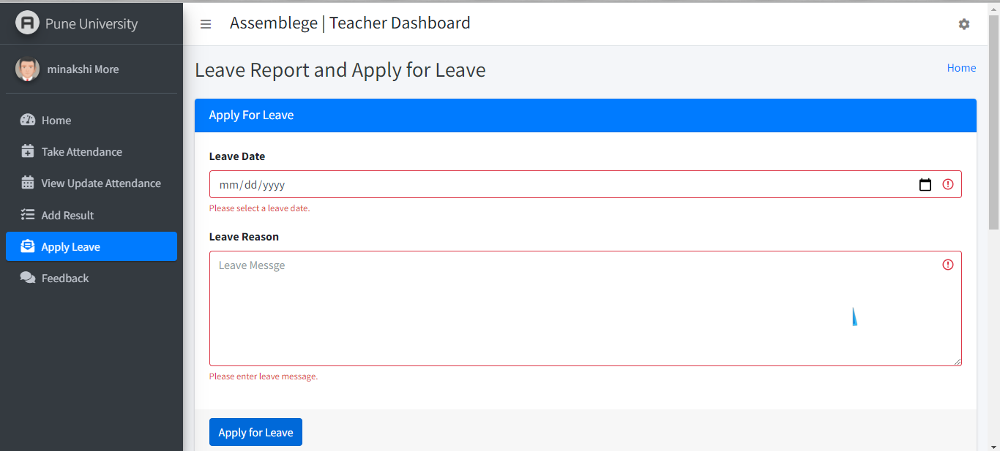 Pune University
minakshi More
Home
Take Attendance
View Update Attendance
Add Result
Apply Leave
Feedback
Assemblege | Teacher Dashboard
Leave Report and Apply for Leave
Home
Apply For Leave
Leave Date
mm/dd/yyyy
Please select a leave date.
Leave Reason
Leave Messge
Please enter leave message.
Apply for Leave